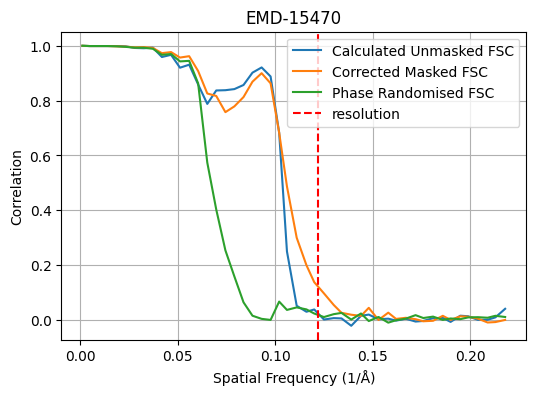 EMD-15470
Calculated Unmasked FSC
Corrected Masked FSC
Phase Randomised FSC
resolution
Correlation
1.0
0.8
0.6
0.4
0.2
0.0
0.00 0.05 0.10 0.15 0.20
Spatial Frequency (1/Å)